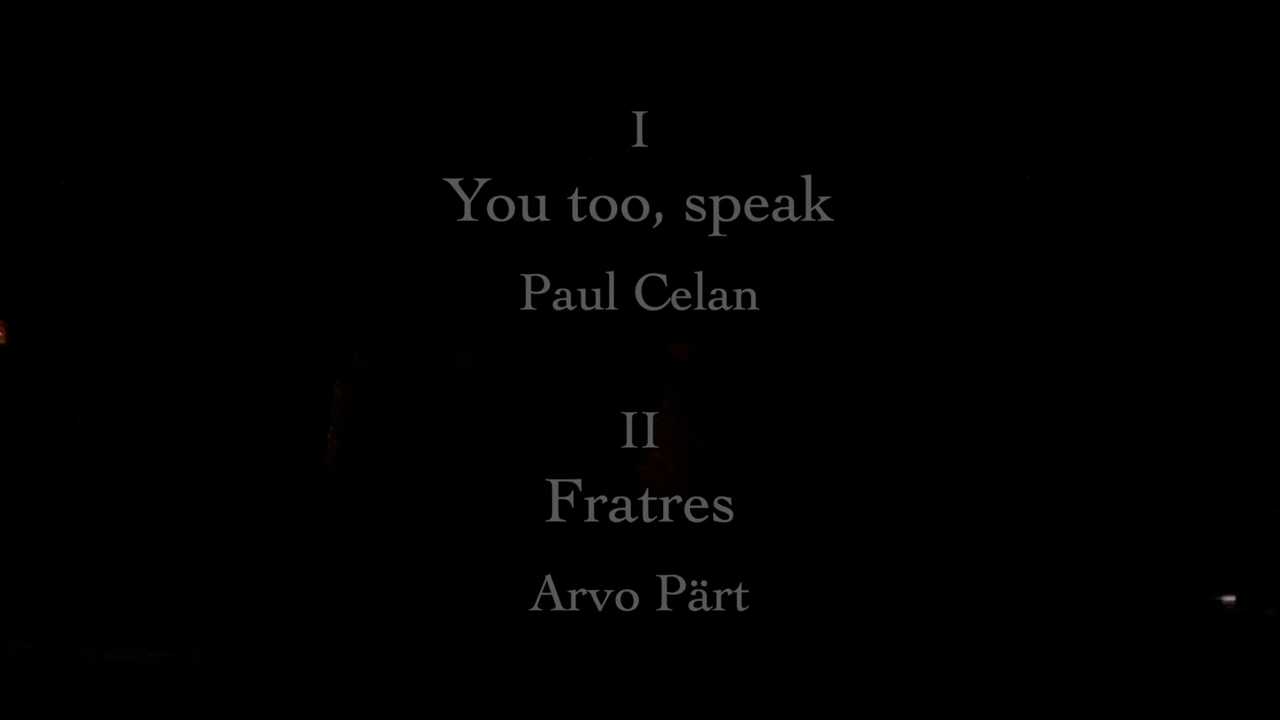 I
You too, speak
Paul Celan
II
Fratres
Arvo Pärt